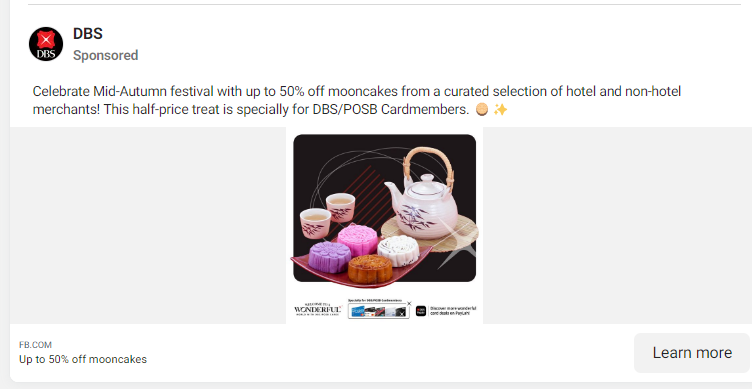 DBS
DBS
Sponsored
Celebrate Mid-Autumn festival with up to 50% off mooncakes from a curated selection of hotel and non-hotel
merchants! This half-price treat is specially for DBS/POSB Cardmembers.
WONDERFUL
Specially for DBS/POSB Cardmembers
Discover more wonderful
card deals on PayLah!
FB.COM
Up to 50% off mooncakes
Learn more